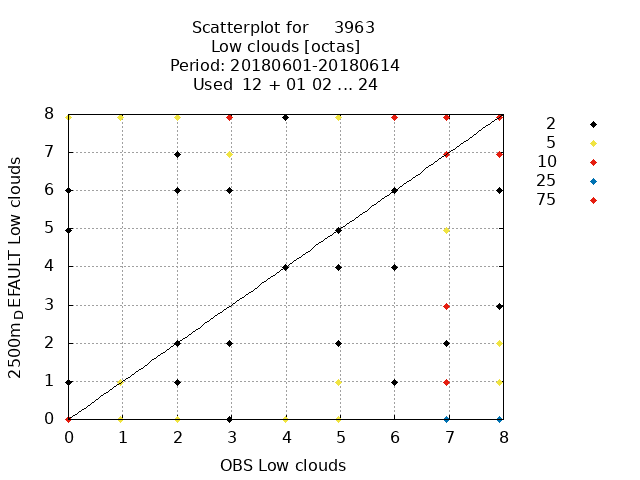 Scatterplot for 3963
Low clouds [octas]
Period: 20180601-20180614
Used 12 + 01 02 ... 24
2
5
10
25
75
8
7
6
5
4
3
2
1
0
0 1 2 3 4 5 6 7 8
2500m_DEFAULT Low clouds
OBS Low clouds